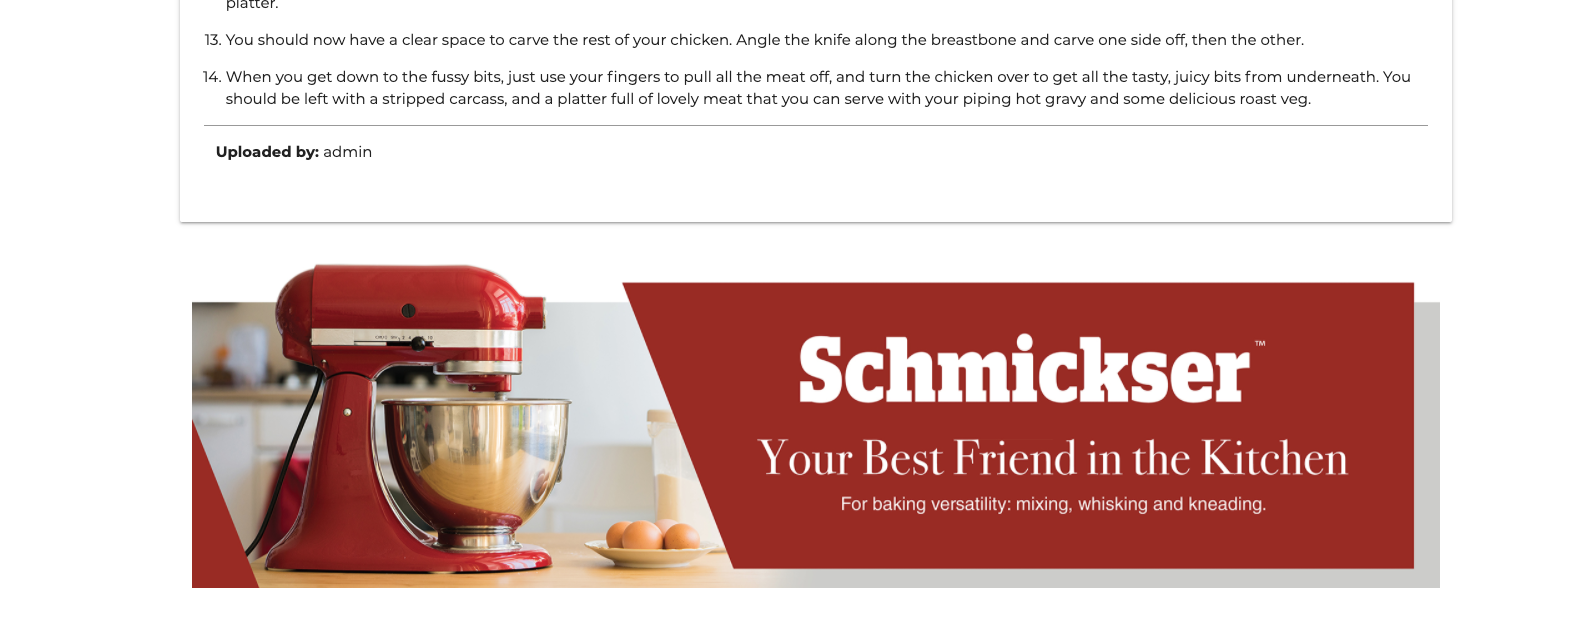 platter.
13. You should now have a clear space to carve the rest of your chicken. Angle the knife along the breastbone and carve one side off, then the other.
14. When you get down to the fussy bits, just use your fingers to pull all the meat off, and turn the chicken over to get all the tasty, juicy bits from underneath. You
should be left with a stripped carcass, and a platter full of lovely meat that you can serve with your piping hot gravy and some delicious roast veg.
Uploaded by: admin
Schmickser™
Your Best Friend in the Kitchen
For baking versatility: mixing, whisking and kneading.